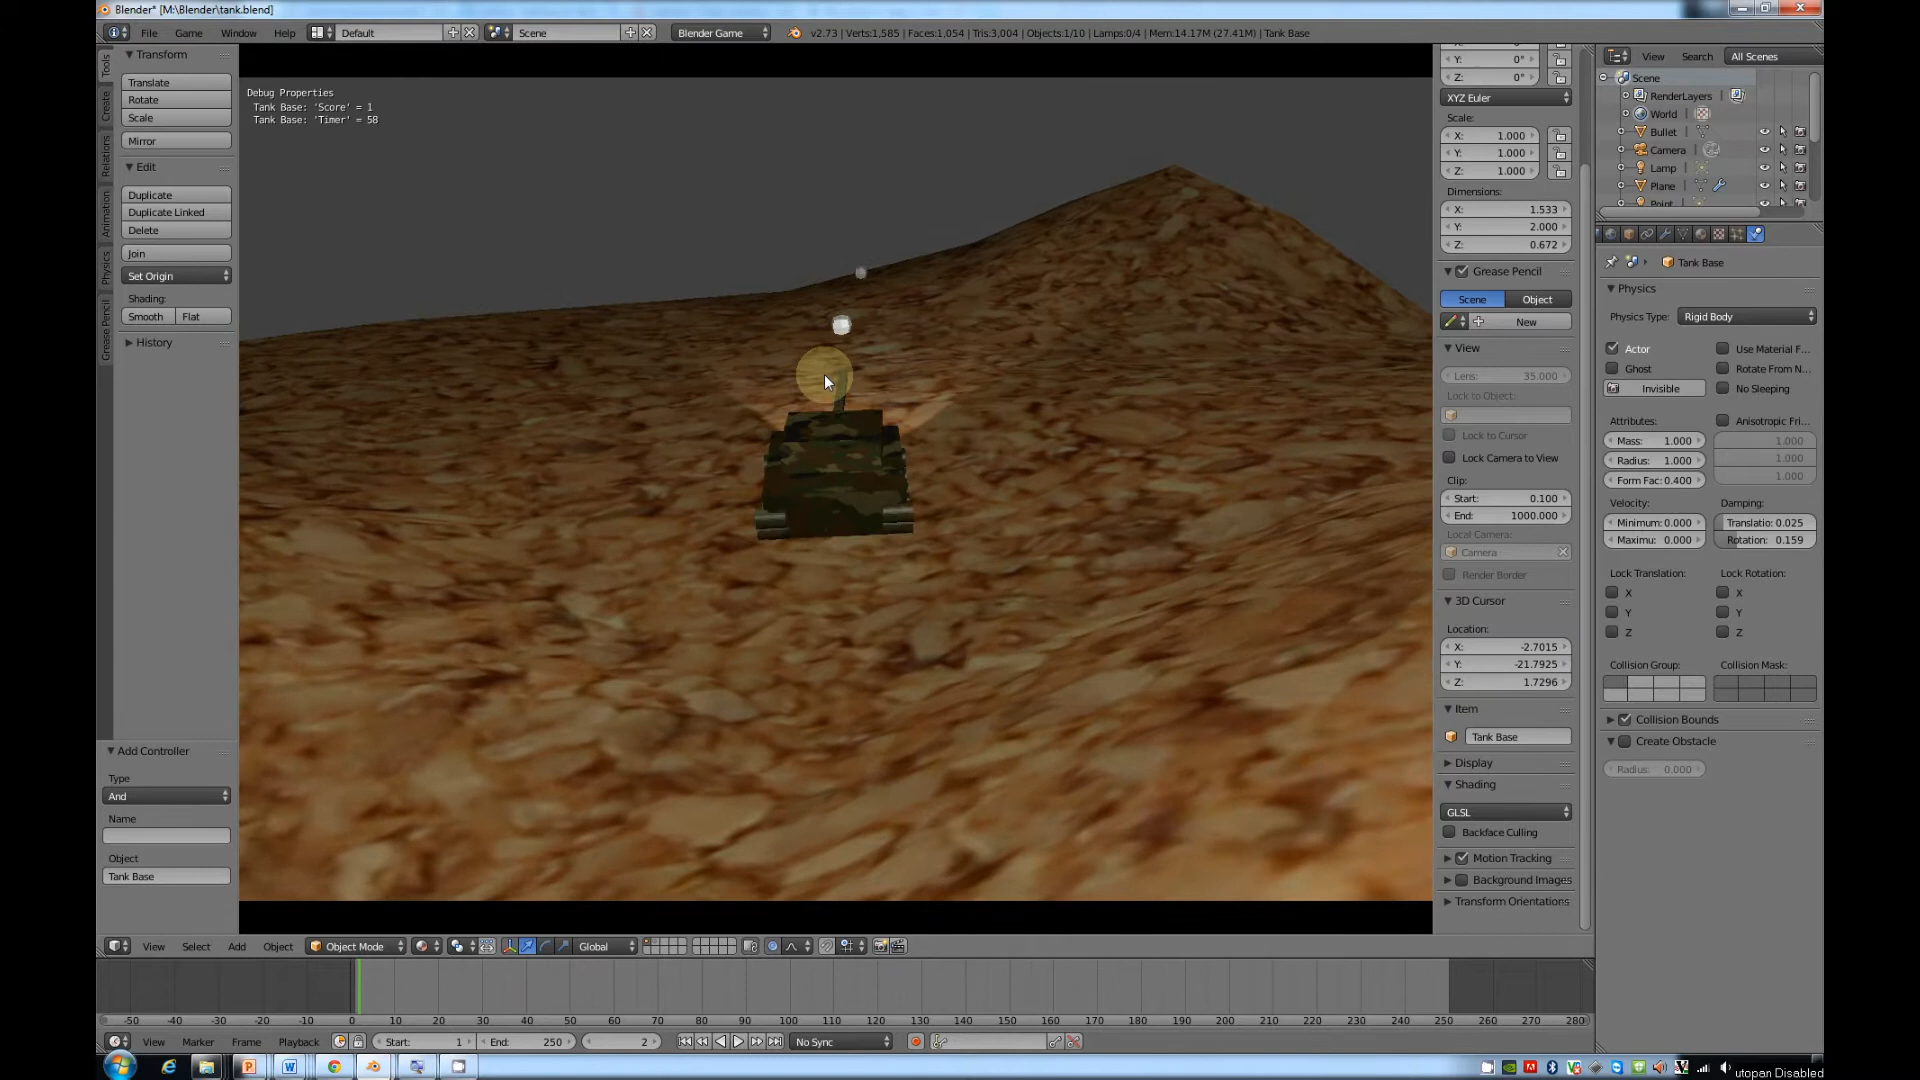 Blender* [M:\Blender\tank.blend]
File Game Window Help Default Scene Blender Game v2.73 | Verts:1,585 | Faces:1,054 | Tris:3,004 | Objects:1/10 | Lamps:0/4 | Mem:14.17M (27.41M) | Tank Base
Tools
Create
Relations
Animation
Physics
Grease Pencil
Transform
Translate
Rotate
Scale
Mirror
Edit
Duplicate
Duplicate Linked
Delete
Join
Set Origin
Shading:
Smooth Flat
History
Add Controller
Type
And
Name
Object
Tank Base
Debug Properties
Tank Base: 'Score' = 1
Tank Base: 'Timer' = 58
Y: 0°
Z: 0°
XYZ Euler
Scale:
X: 1.000
Y: 1.000
Z: 1.000
Dimensions:
X: 1.533
Y: 2.000
Z: 0.672
Grease Pencil
Scene Object
New
View
Lens: 35.000
Lock to Object:
Lock to Cursor
Lock Camera to View
Clip:
Start: 0.100
End: 1000.000
Local Camera:
Camera
Render Border
3D Cursor
Location:
X: -2.7015
Y: -21.7925
Z: 1.7296
Item
Tank Base
Display
Shading
GLSL
Backface Culling
Motion Tracking
Background Images
Transform Orientations
View Search All Scenes
Scene
RenderLayers
World
Bullet
Camera
Lamp
Plane
Point
Tank Base
Physics
Physics Type: Rigid Body
Actor Use Material F...
Ghost Rotate From N...
Invisible No Sleeping
Attributes: Anisotropic Fri...
Mass: 1.000 1.000
Radius: 1.000 1.000
Form Fac: 0.400 1.000
Velocity: Damping:
Minimum: 0.000 Translatio: 0.025
Maximu: 0.000 Rotation: 0.159
Lock Translation: Lock Rotation:
X X
Y Y
Z Z
Collision Group: Collision Mask:
Collision Bounds
Create Obstacle
Radius: 0.000
View Select Add Object Object Mode Global
-50 -40 -30 -20 -10 0 10 20 30 40 50 60 70 80 90 100 110 120 130 140 150 160 170 180 190 200 210 220 230 240 250 260 270 280
View Marker Frame Playback Start: 1 End: 250 2 No Sync
utopan Disabled